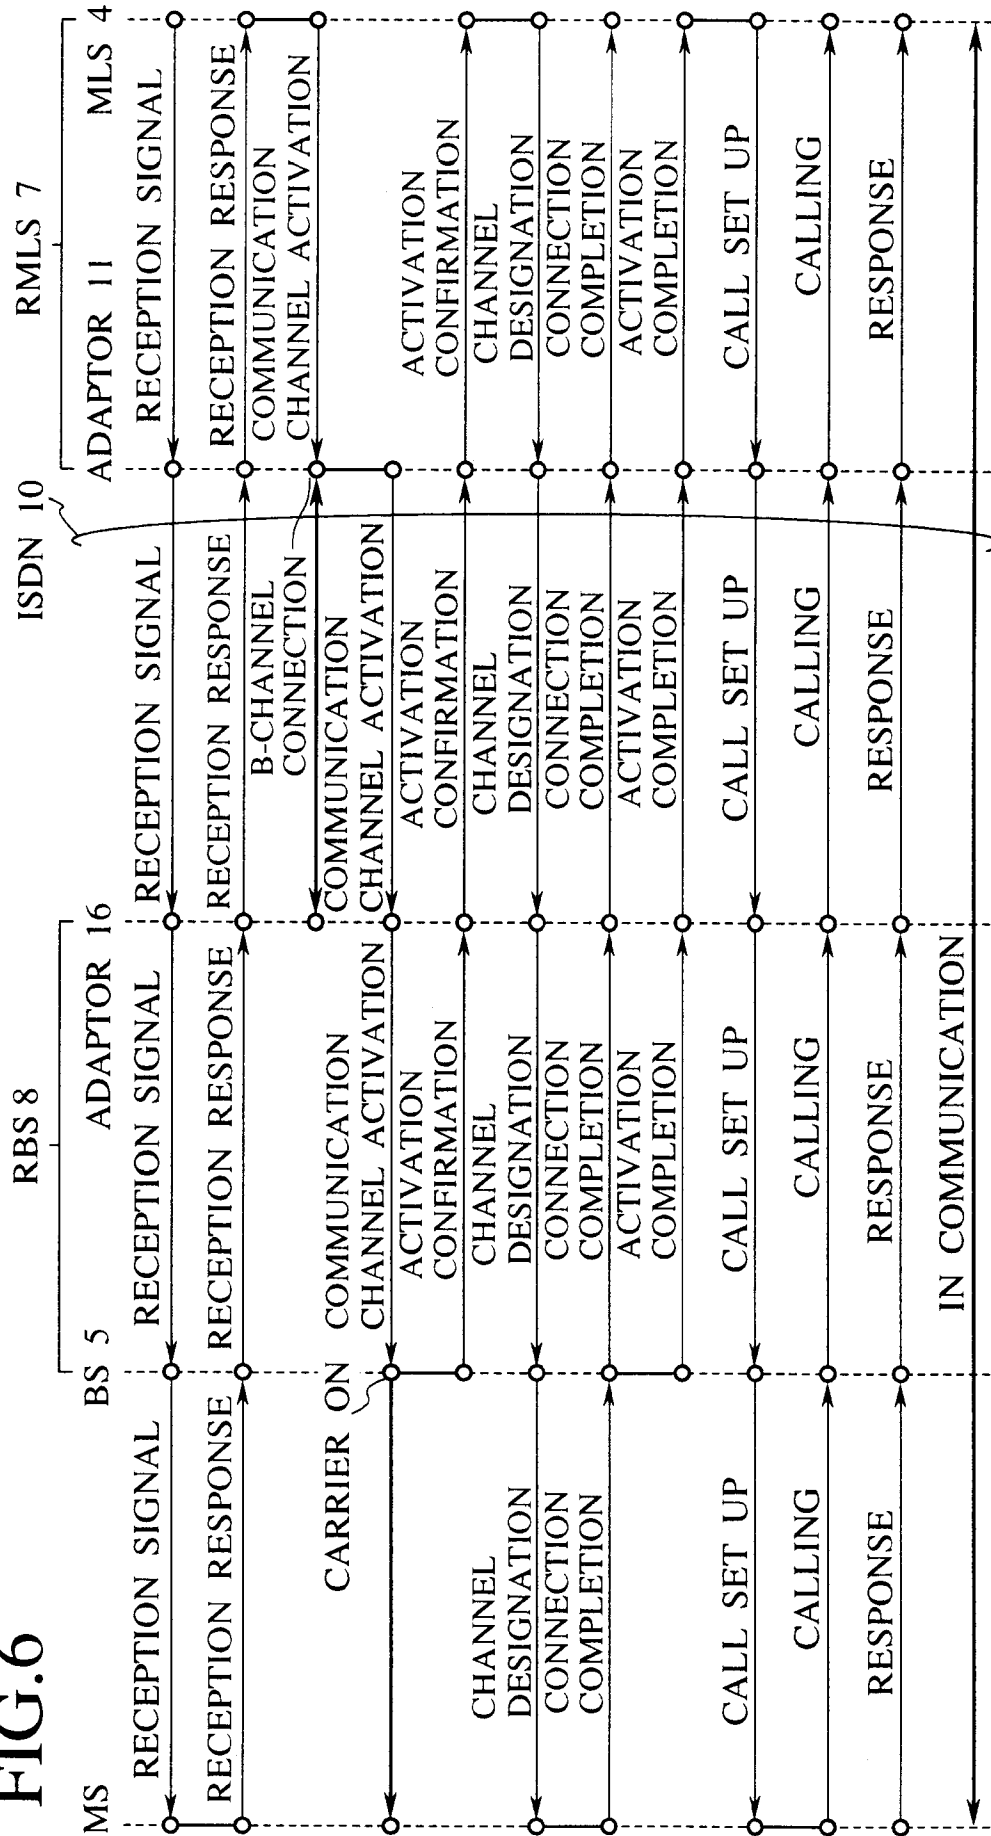 FIG.6
RBS 8
ISDN 10
RMLS 7
MS
BS 5
ADAPTOR 16
ADAPTOR 11
MLS 4
RECEPTION SIGNAL
RECEPTION SIGNAL
RECEPTION SIGNAL
RECEPTION SIGNAL
RECEPTION RESPONSE
RECEPTION RESPONSE
RECEPTION RESPONSE
RECEPTION RESPONSE
B-CHANNEL
CONNECTION
COMMUNICATION
CHANNEL ACTIVATION
CARRIER ON
COMMUNICATION
CHANNEL ACTIVATION
COMMUNICATION
CHANNEL ACTIVATION
ACTIVATION
CONFIRMATION
ACTIVATION
CONFIRMATION
ACTIVATION
CONFIRMATION
CHANNEL
DESIGNATION
CHANNEL
DESIGNATION
CHANNEL
DESIGNATION
CHANNEL
DESIGNATION
CONNECTION
COMPLETION
CONNECTION
COMPLETION
CONNECTION
COMPLETION
CONNECTION
COMPLETION
ACTIVATION
COMPLETION
ACTIVATION
COMPLETION
ACTIVATION
COMPLETION
CALL SET UP
CALL SET UP
CALL SET UP
CALL SET UP
CALLING
CALLING
CALLING
CALLING
RESPONSE
RESPONSE
RESPONSE
RESPONSE
IN COMMUNICATION